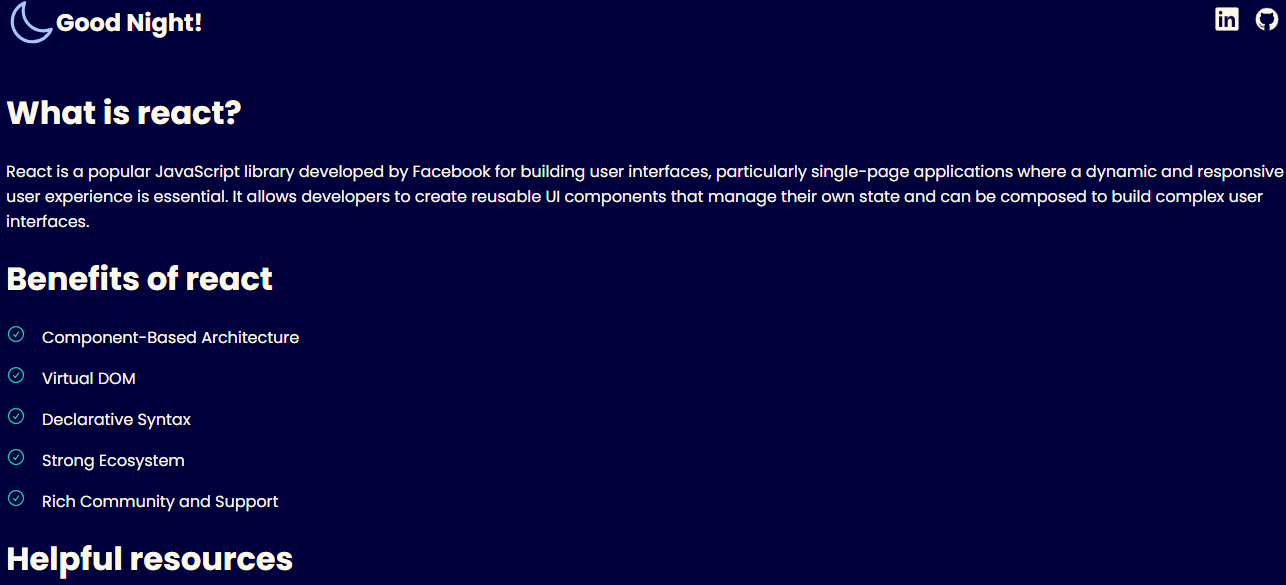 Good Night!
in
What is react?
React is a popular JavaScript library developed by Facebook for building user interfaces, particularly single-page applications where a dynamic and responsive
user experience is essential. It allows developers to create reusable UI components that manage their own state and can be composed to build complex user
interfaces.
Benefits of react
Component-Based Architecture
Virtual DOM
Declarative Syntax
Strong Ecosystem
Rich Community and Support
Helpful resources